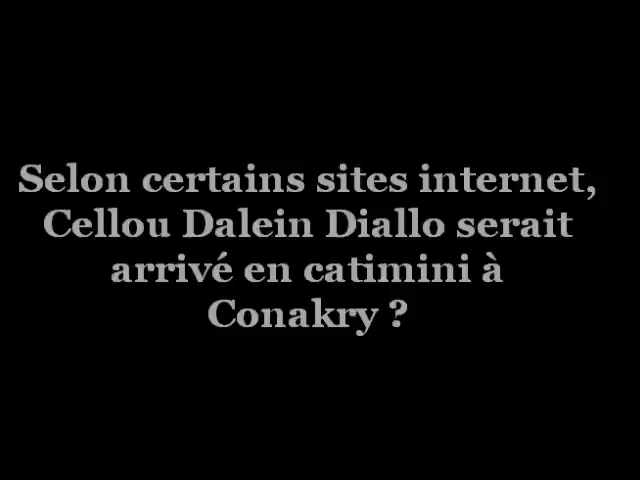 Selon certains sites internet,
Cellou Dalein Diallo serait
arrivé en catimini à
Conakry ?